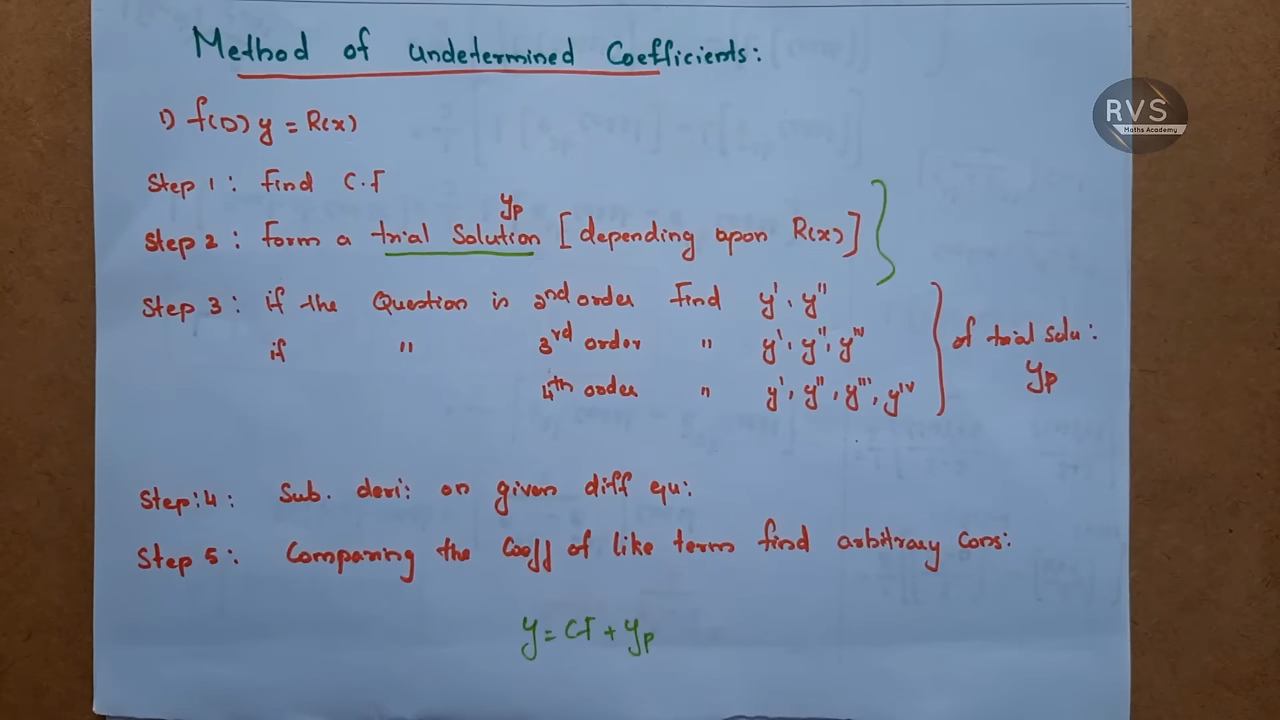 Method of undetermined Coefficients:
RVS
Maths Academy
1) f(D) y = R(x)
Step 1: Find C.F
yp
Step 2: form a trial Solution [depending upon R(x)]
Step 3: if the Question is 2nd order Find y', y''
if " 3rd order " y', y'', y'''
4th order " y', y'', y''', y'ᵛ
of trial solu:
yp
Step:4: Sub. deri: on given diff equ:
Step 5: Comparing the Coeff of like term find arbitrary cons:
y = CF + yp